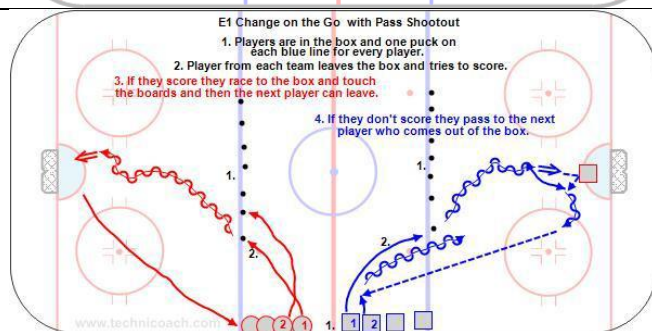 E1 Change on the Go with Pass Shootout
1. Players are in the box and one puck on
each blue line for every player.
2. Player from each team leaves the box and tries to score.
3. If they score they race to the box and touch
the boards and then the next player can leave.
4. If they don't score they pass to the next
player who comes out of the box.
1.
1.
2.
2.
2 1
1.
1 2
www.technicoach.com